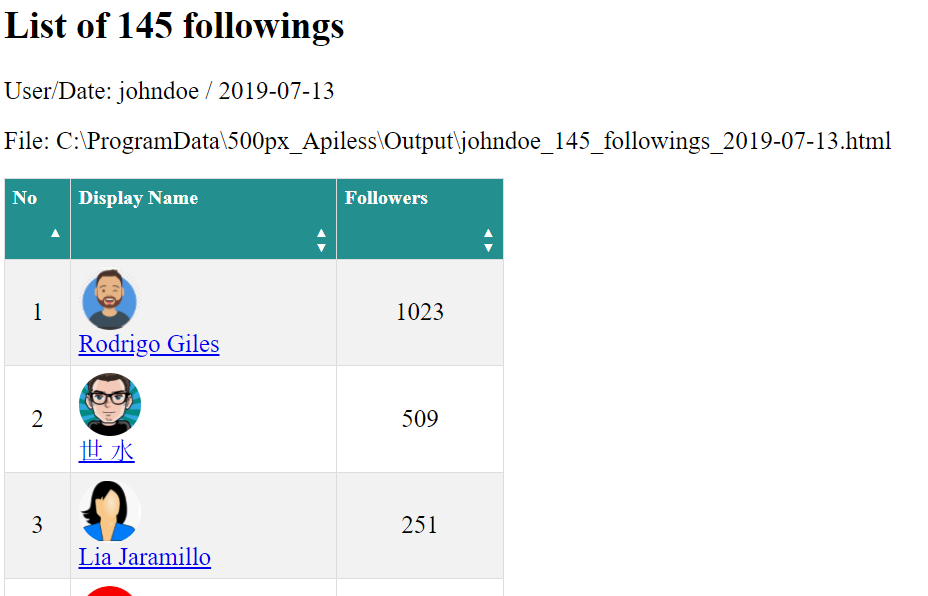 List of 145 followings
User/Date: johndoe / 2019-07-13
File: C:\ProgramData\500px_Apiless\Output\johndoe_145_followings_2019-07-13.html
No Display Name Followers
1 Rodrigo Giles 1023
2 世 水 509
3 Lia Jaramillo 251